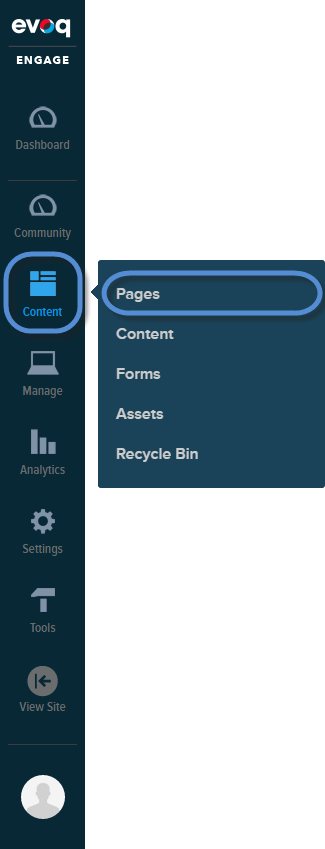 evoq
ENGAGE
Dashboard
Community
Content
Pages
Content
Forms
Assets
Recycle Bin
Manage
Analytics
Settings
Tools
View Site